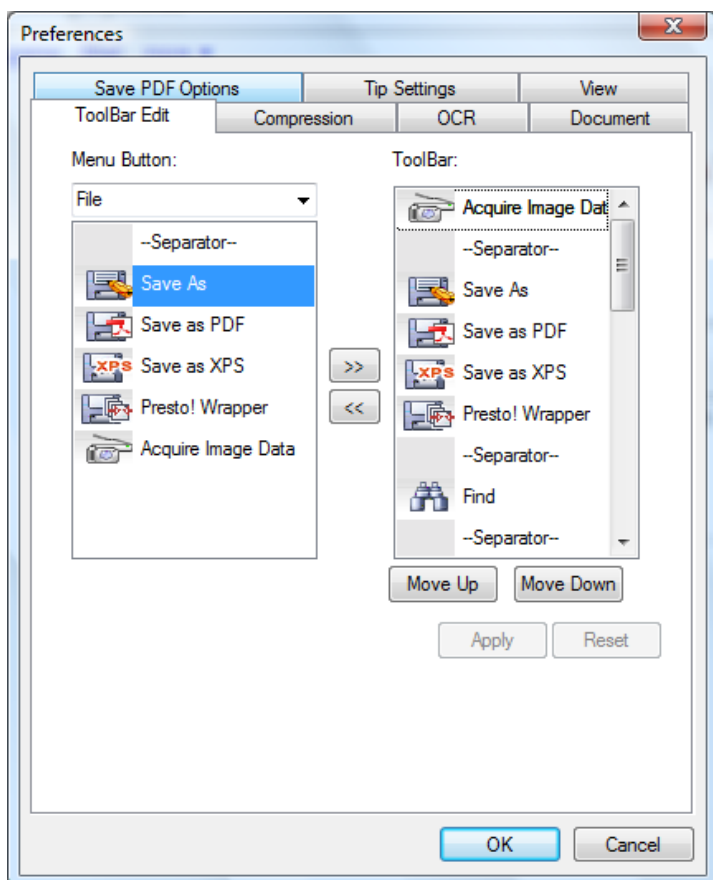 Preferences
X
Save PDF Options Tip Settings View
ToolBar Edit Compression OCR Document
Menu Button: ToolBar:
File
--Separator--
Save As
Save as PDF
XPS Save as XPS
Presto! Wrapper
Acquire Image Data
>>
<<
Acquire Image Dat
--Separator--
Save As
Save as PDF
XPS Save as XPS
Presto! Wrapper
--Separator--
Find
--Separator--
Move Up Move Down
Apply Reset
OK Cancel